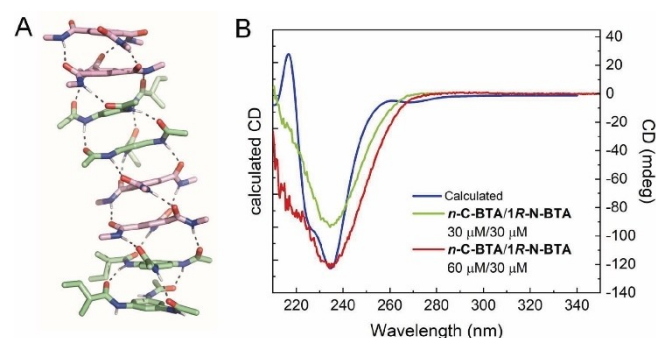 A
B
calculated CD
40
20
0
-20
-40
-60
-80
-100
-120
-140
CD (mdeg)
Calculated
n-C-BTA/1R-N-BTA
30 μM/30 μM
n-C-BTA/1R-N-BTA
60 μM/30 μM
220 240 260 280 300 320 340
Wavelength (nm)